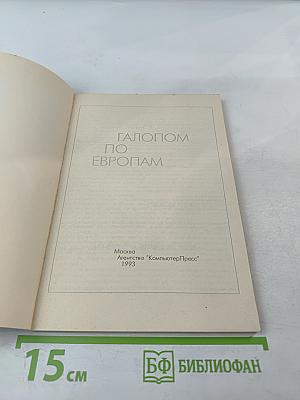 ГАЛОПОМ
ПО
ЕВРОПАМ
Москва
Агентство "КомпьютерПресс"
1993
15 см
БФ БИБЛИОФАН